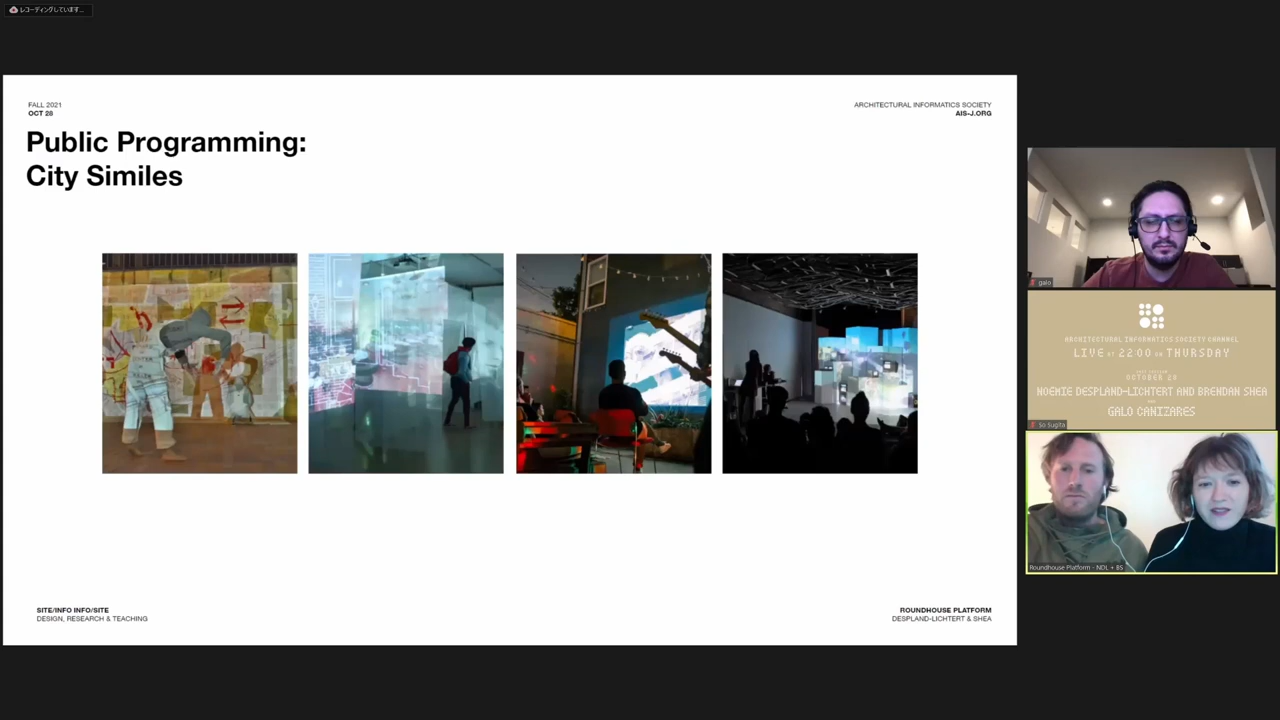 レコーディングしています...
FALL 2021
OCT 28
ARCHITECTURAL INFORMATICS SOCIETY
AIS-J.ORG
Public Programming:
City Similes
galo
ARCHITECTURAL INFORMATICS SOCIETY CHANNEL
LIVE AT 22:00 ON THURSDAY
OCTOBER 28
NOEMIE DESPLAND-LICHTERT AND BRENDAN SHEA
GALO CANIZARES
So Sugita
Roundhouse Platform - NDL + BS
SITE/INFO INFO/SITE
DESIGN, RESEARCH & TEACHING
ROUNDHOUSE PLATFORM
DESPLAND-LICHTERT & SHEA